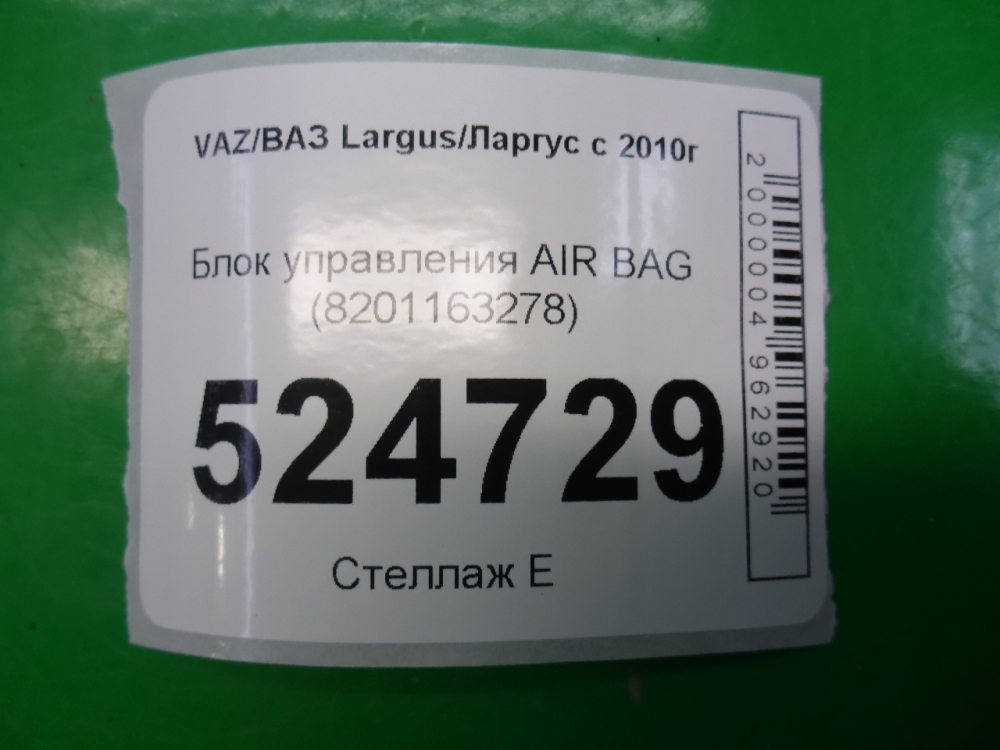 VAZ/ВАЗ Largus/Ларгус с 2010г
Блок управления AIR BAG
(8201163278)
524729
Стеллаж E
2000004962920